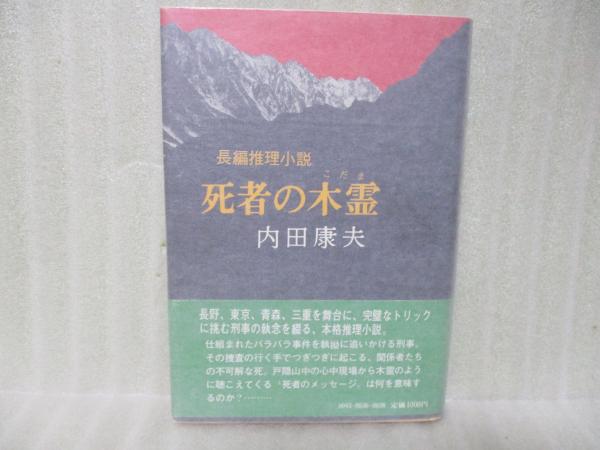 長編推理小説
こだま
死者の木霊
内田康夫
長野、東京、青森、三重を舞台に、完璧なトリック
に挑む刑事の執念を綴る、本格推理小説。
仕組まれたバラバラ事件を執拗に追いかける刑事。
その捜査の行く手でつぎつぎに起こる、関係者たち
の不可解な死。戸隠山中の心中現場から木霊のよう
に聴こえてくる〝死者のメッセージ〟は何を意味す
るのか？………
定価1000円